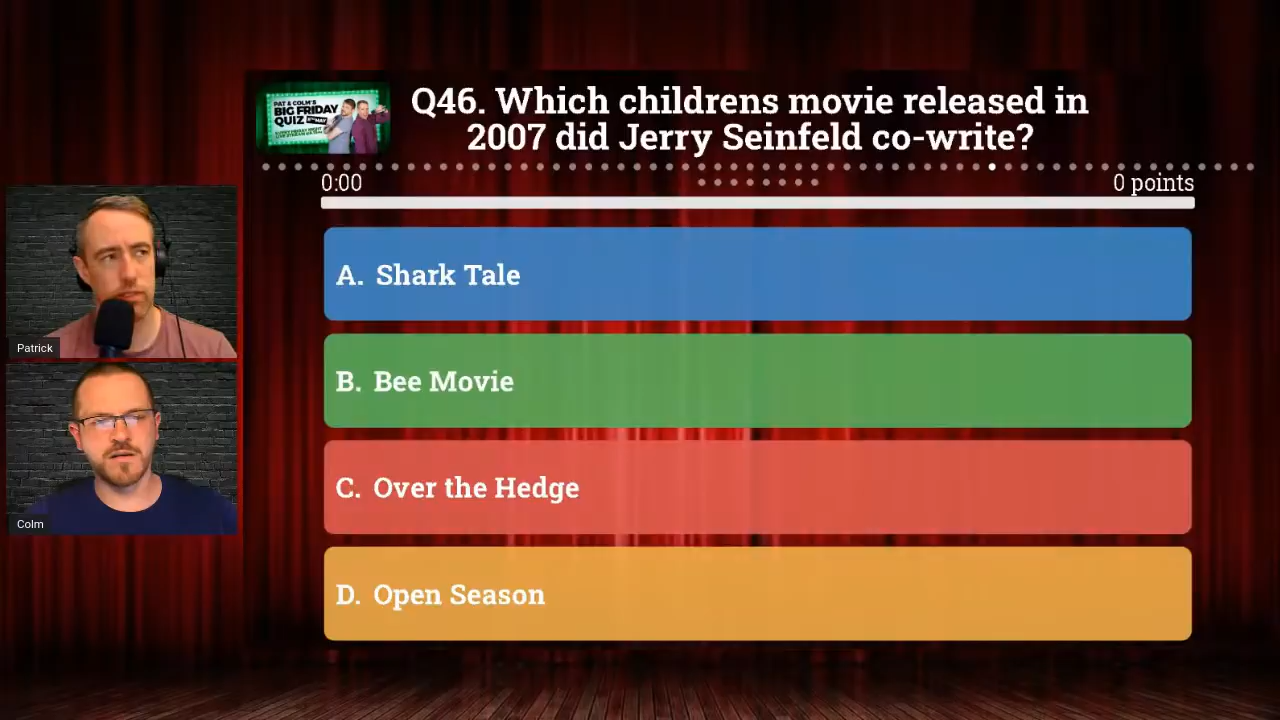 PAT & COLM'S
BIG FRIDAY
QUIZ
Q46. Which childrens movie released in
2007 did Jerry Seinfeld co-write?
0:00
0 points
A. Shark Tale
B. Bee Movie
C. Over the Hedge
D. Open Season
Patrick
Colm